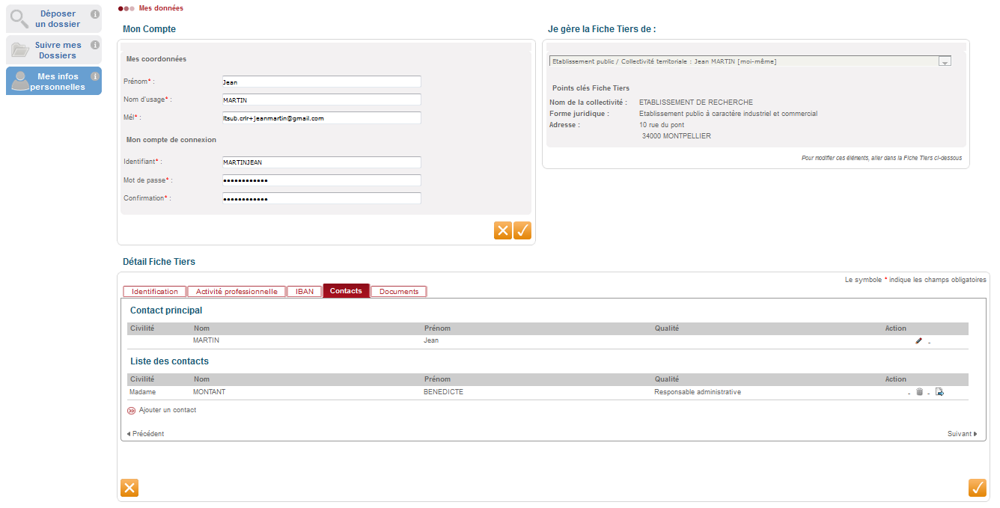 Déposer
un dossier
Suivre mes
Dossiers
Mes infos
personnelles
Mes données
Mon Compte
Mes coordonnées
Prénom* : Jean
Nom d'usage* : MARTIN
Mél* : ltsub.crlr+jeanmartin@gmail.com
Mon compte de connexion
Identifiant* : MARTINJEAN
Mot de passe* : ••••••••••••
Confirmation* : ••••••••••••
Je gère la Fiche Tiers de :
Etablissement public / Collectivité territoriale : Jean MARTIN [moi-même]
Points clés Fiche Tiers
Nom de la collectivité : ETABLISSEMENT DE RECHERCHE
Forme juridique : Etablissement public à caractère industriel et commercial
Adresse : 10 rue du pont
34000 MONTPELLIER
Pour modifier ces éléments, aller dans la Fiche Tiers ci-dessous
Détail Fiche Tiers
Le symbole * indique les champs obligatoires
Identification Activité professionnelle IBAN Contacts Documents
Contact principal
Civilité Nom Prénom Qualité Action
MARTIN Jean -
Liste des contacts
Civilité Nom Prénom Qualité Action
Madame MONTANT BENEDICTE Responsable administrative - -
Ajouter un contact
Précédent Suivant